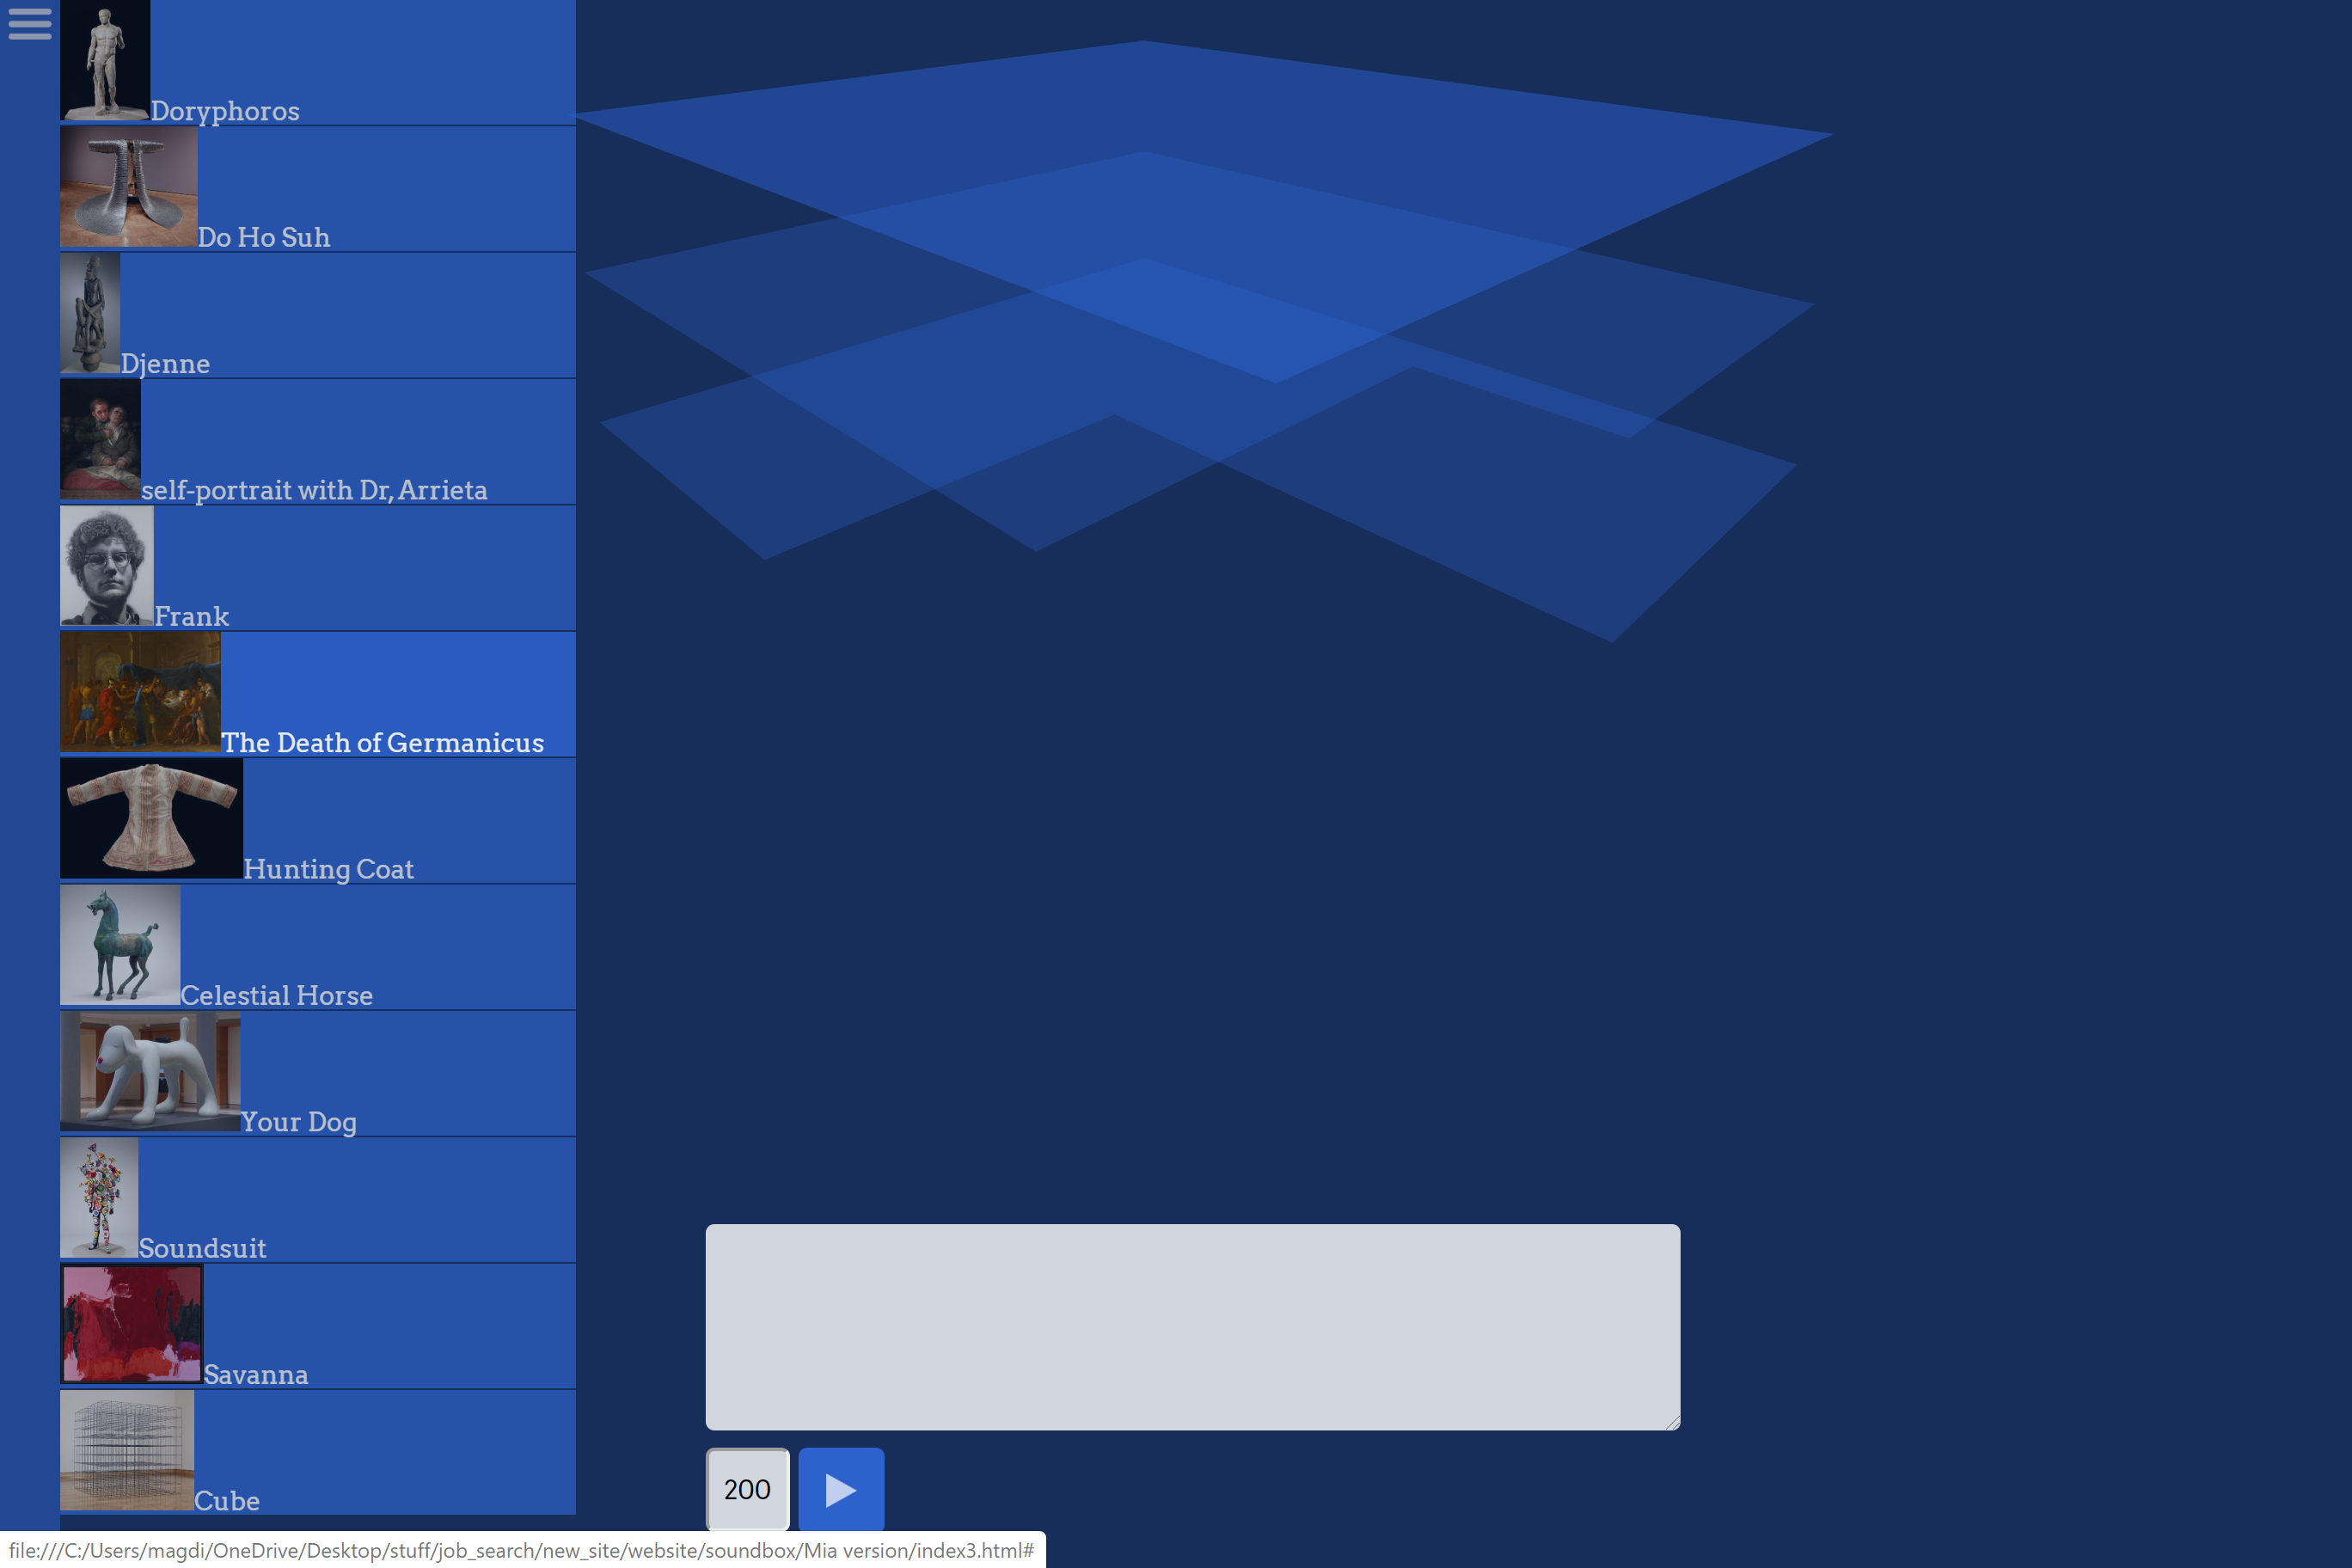 Doryphoros
Do Ho Suh
Djenne
self-portrait with Dr, Arrieta
Frank
The Death of Germanicus
Hunting Coat
Celestial Horse
Your Dog
Soundsuit
Savanna
Cube
200
file:///C:/Users/magdi/OneDrive/Desktop/stuff/job_search/new_site/website/soundbox/Mia version/index3.html#